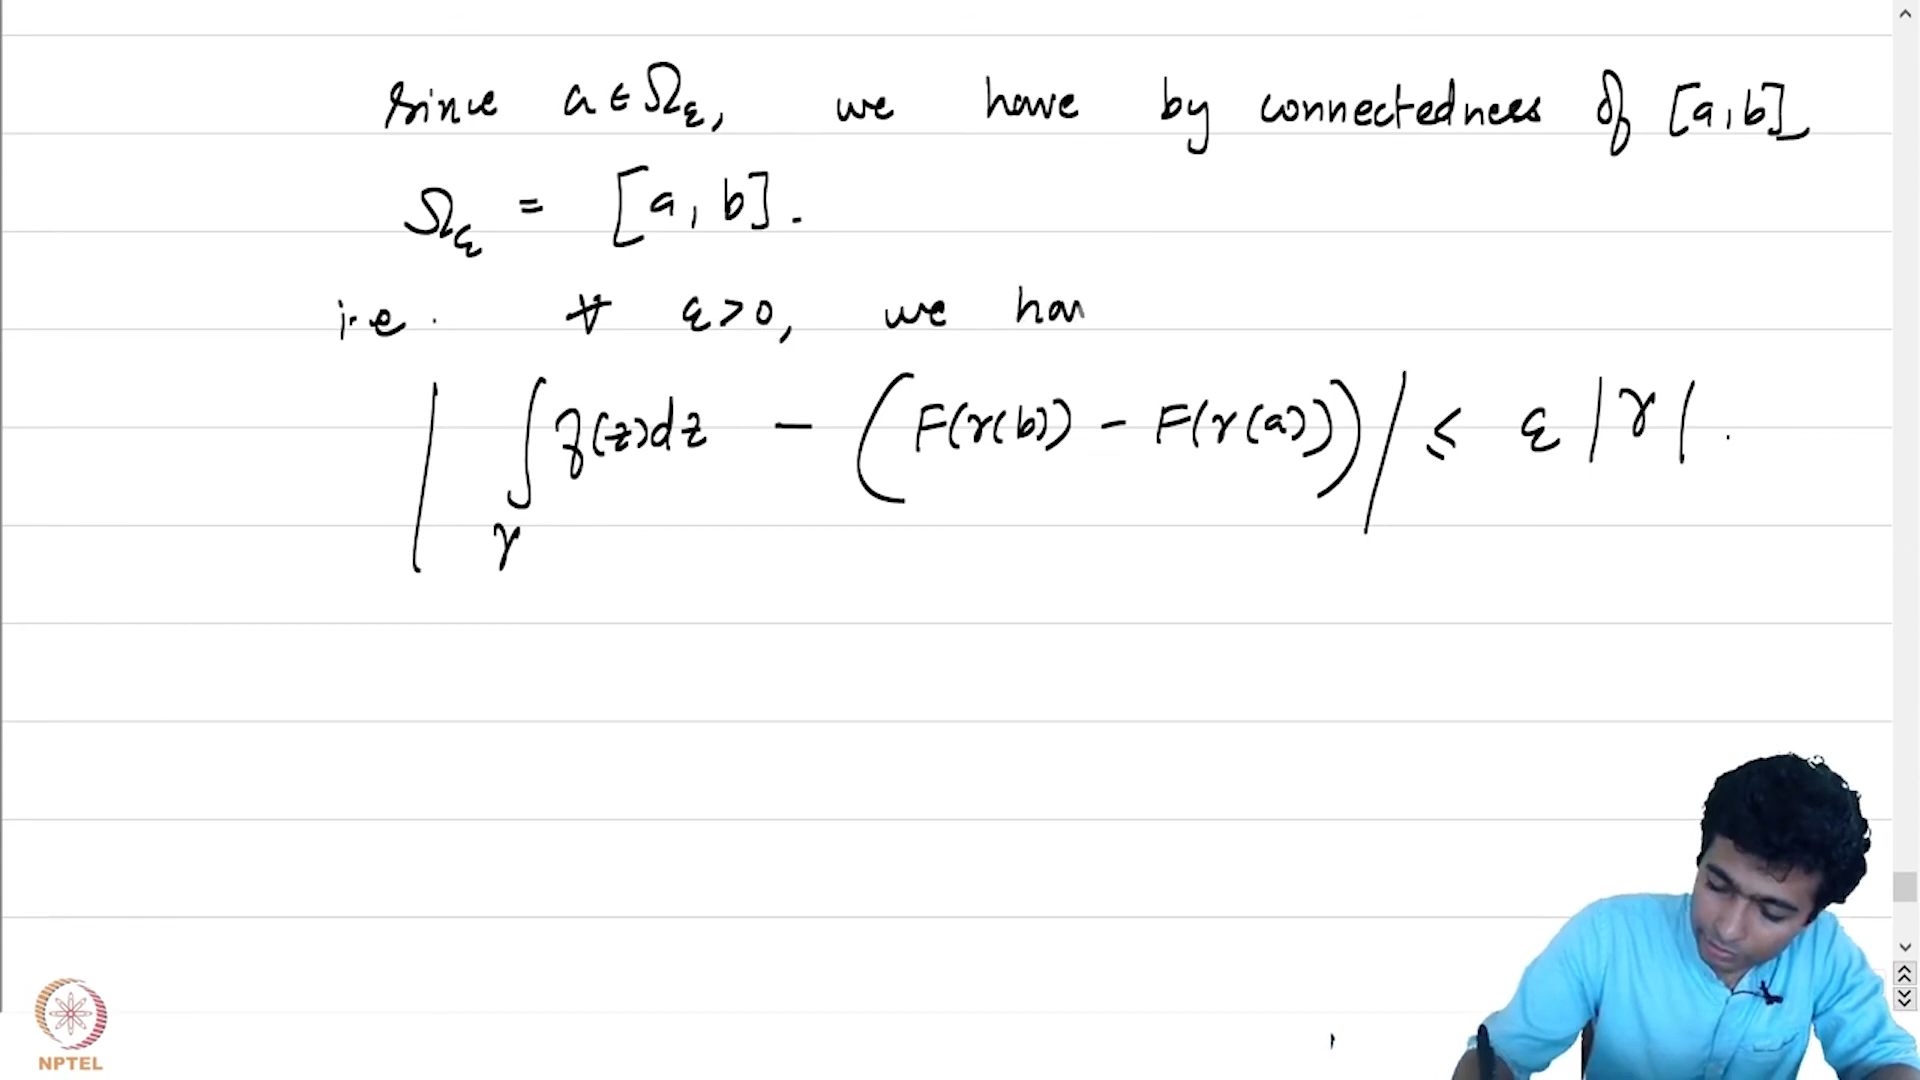 since a ∈ Ω_ε, we have by connectedness of [a,b]
Ω_ε = [a, b].
i.e. ∀ ε>0, we hav
| ∫_γ f(z)dz - (F(γ(b)) - F(γ(a))) | ≤ ε |γ|.
NPTEL